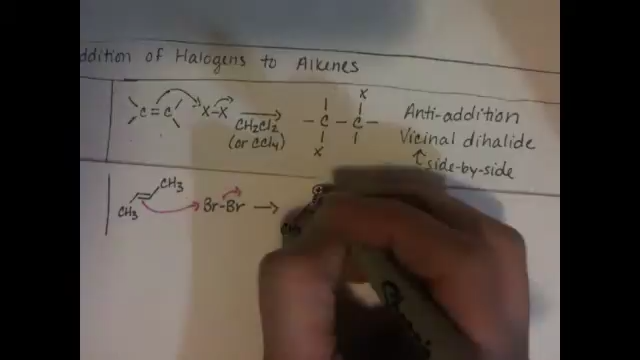 ddition of Halogens to Alkenes
C=C X-X
CH2Cl2
(or CCl4)
X
-C-C-
X
Anti-addition
Vicinal dihalide
↑side-by-side
CH3
CH3
Br-Br →
⊕
CH3